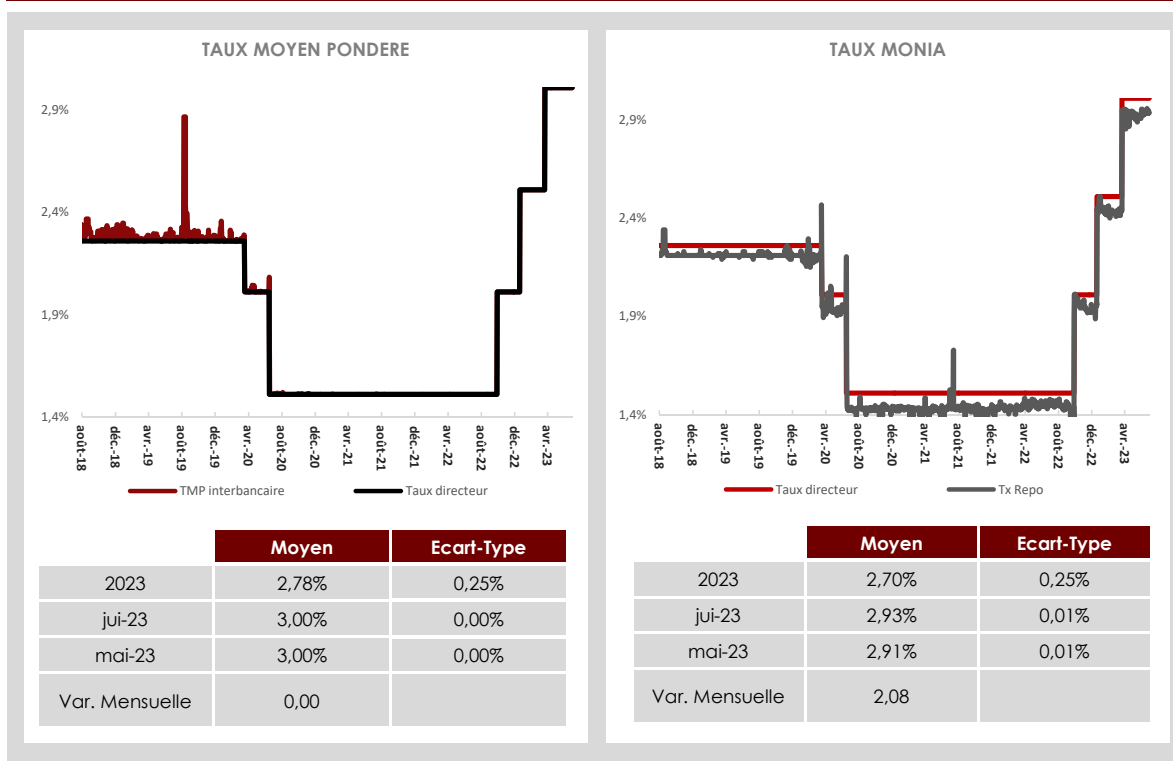 TAUX MOYEN PONDERE
2,9%
2,4%
1,9%
1,4%
août-18
déc.-18
avr.-19
août-19
déc.-19
avr.-20
août-20
déc.-20
avr.-21
août-21
déc.-21
avr.-22
août-22
déc.-22
avr.-23
TMP interbancaire Taux directeur
Moyen Ecart-Type
2023 2,78% 0,25%
jui-23 3,00% 0,00%
mai-23 3,00% 0,00%
Var. Mensuelle 0,00
TAUX MONIA
2,9%
2,4%
1,9%
1,4%
août-18
déc.-18
avr.-19
août-19
déc.-19
avr.-20
août-20
déc.-20
avr.-21
août-21
déc.-21
avr.-22
août-22
déc.-22
avr.-23
Taux directeur Tx Repo
Moyen Ecart-Type
2023 2,70% 0,25%
jui-23 2,93% 0,01%
mai-23 2,91% 0,01%
Var. Mensuelle 2,08